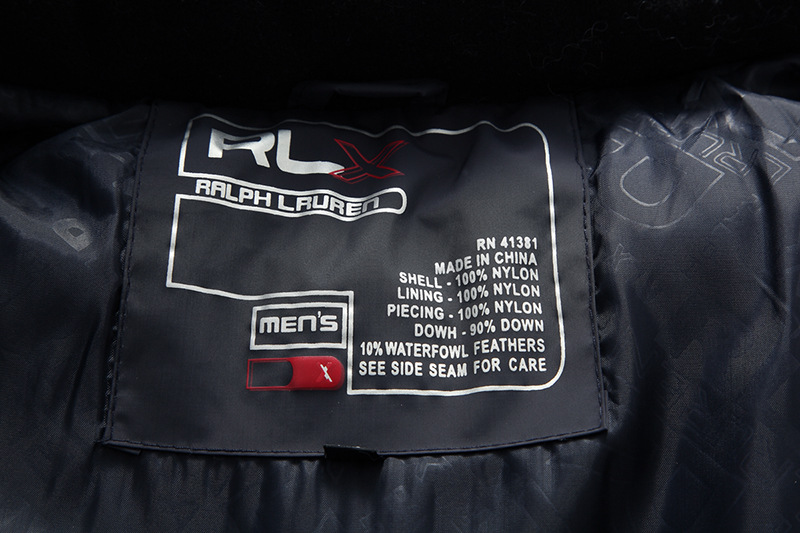 RLX
RALPH LAUREN
RN 41381
MADE IN CHINA
SHELL - 100% NYLON
LINING - 100% NYLON
PIECING - 100% NYLON
DOWH - 90% DOWN
10% WATERFOWL FEATHERS
SEE SIDE SEAM FOR CARE
MEN'S